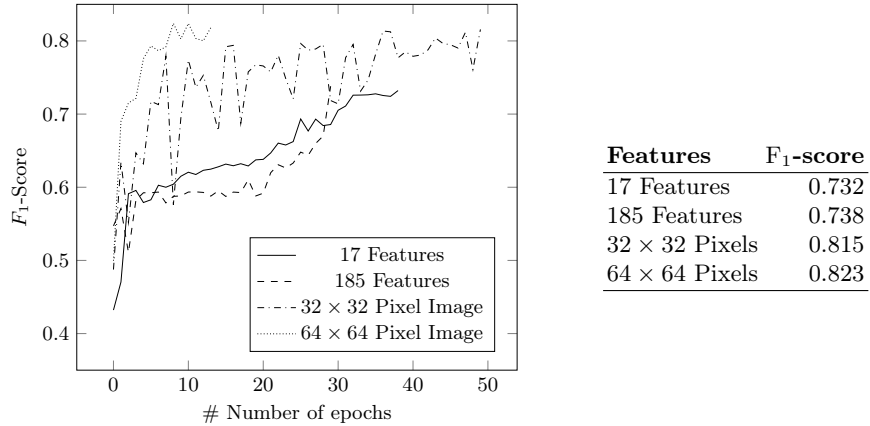 0.8
0.7
0.6
0.5
0.4
F₁-Score
0 10 20 30 40 50
# Number of epochs
17 Features
185 Features
32 × 32 Pixel Image
64 × 64 Pixel Image
Features F₁-score
17 Features 0.732
185 Features 0.738
32 × 32 Pixels 0.815
64 × 64 Pixels 0.823